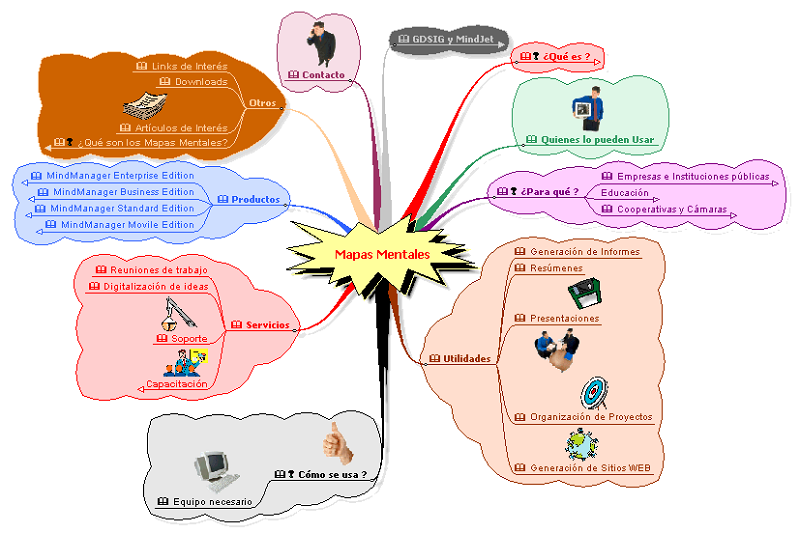 Mapas Mentales
GDSIG y MindJet
¿Qué es ?
Quienes lo pueden Usar
¿Para qué ?
Empresas e Instituciones públicas
Educación
Cooperativas y Cámaras
Utilidades
Generación de Informes
Resúmenes
Presentaciones
Organización de Proyectos
Generación de Sitios WEB
Cómo se usa ?
Equipo necesario
Servicios
Reuniones de trabajo
Digitalización de ideas
Soporte
Capacitación
Productos
MindManager Enterprise Edition
MindManager Business Edition
MindManager Standard Edition
MindManager Movile Edition
Otros
Links de Interés
Downloads
Artículos de Interés
¿Qué son los Mapas Mentales?
Contacto